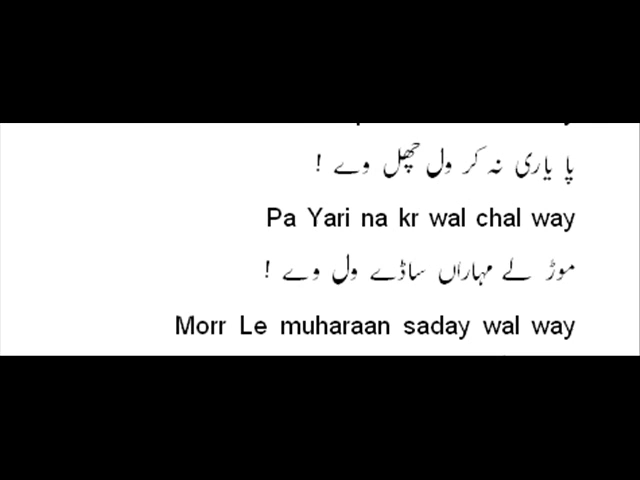 پا یاری نہ کر ول چھل وے !
Pa Yari na kr wal chal way
موڑ لے مہاراں ساڈے ول وے !
Morr Le muharaan saday wal way